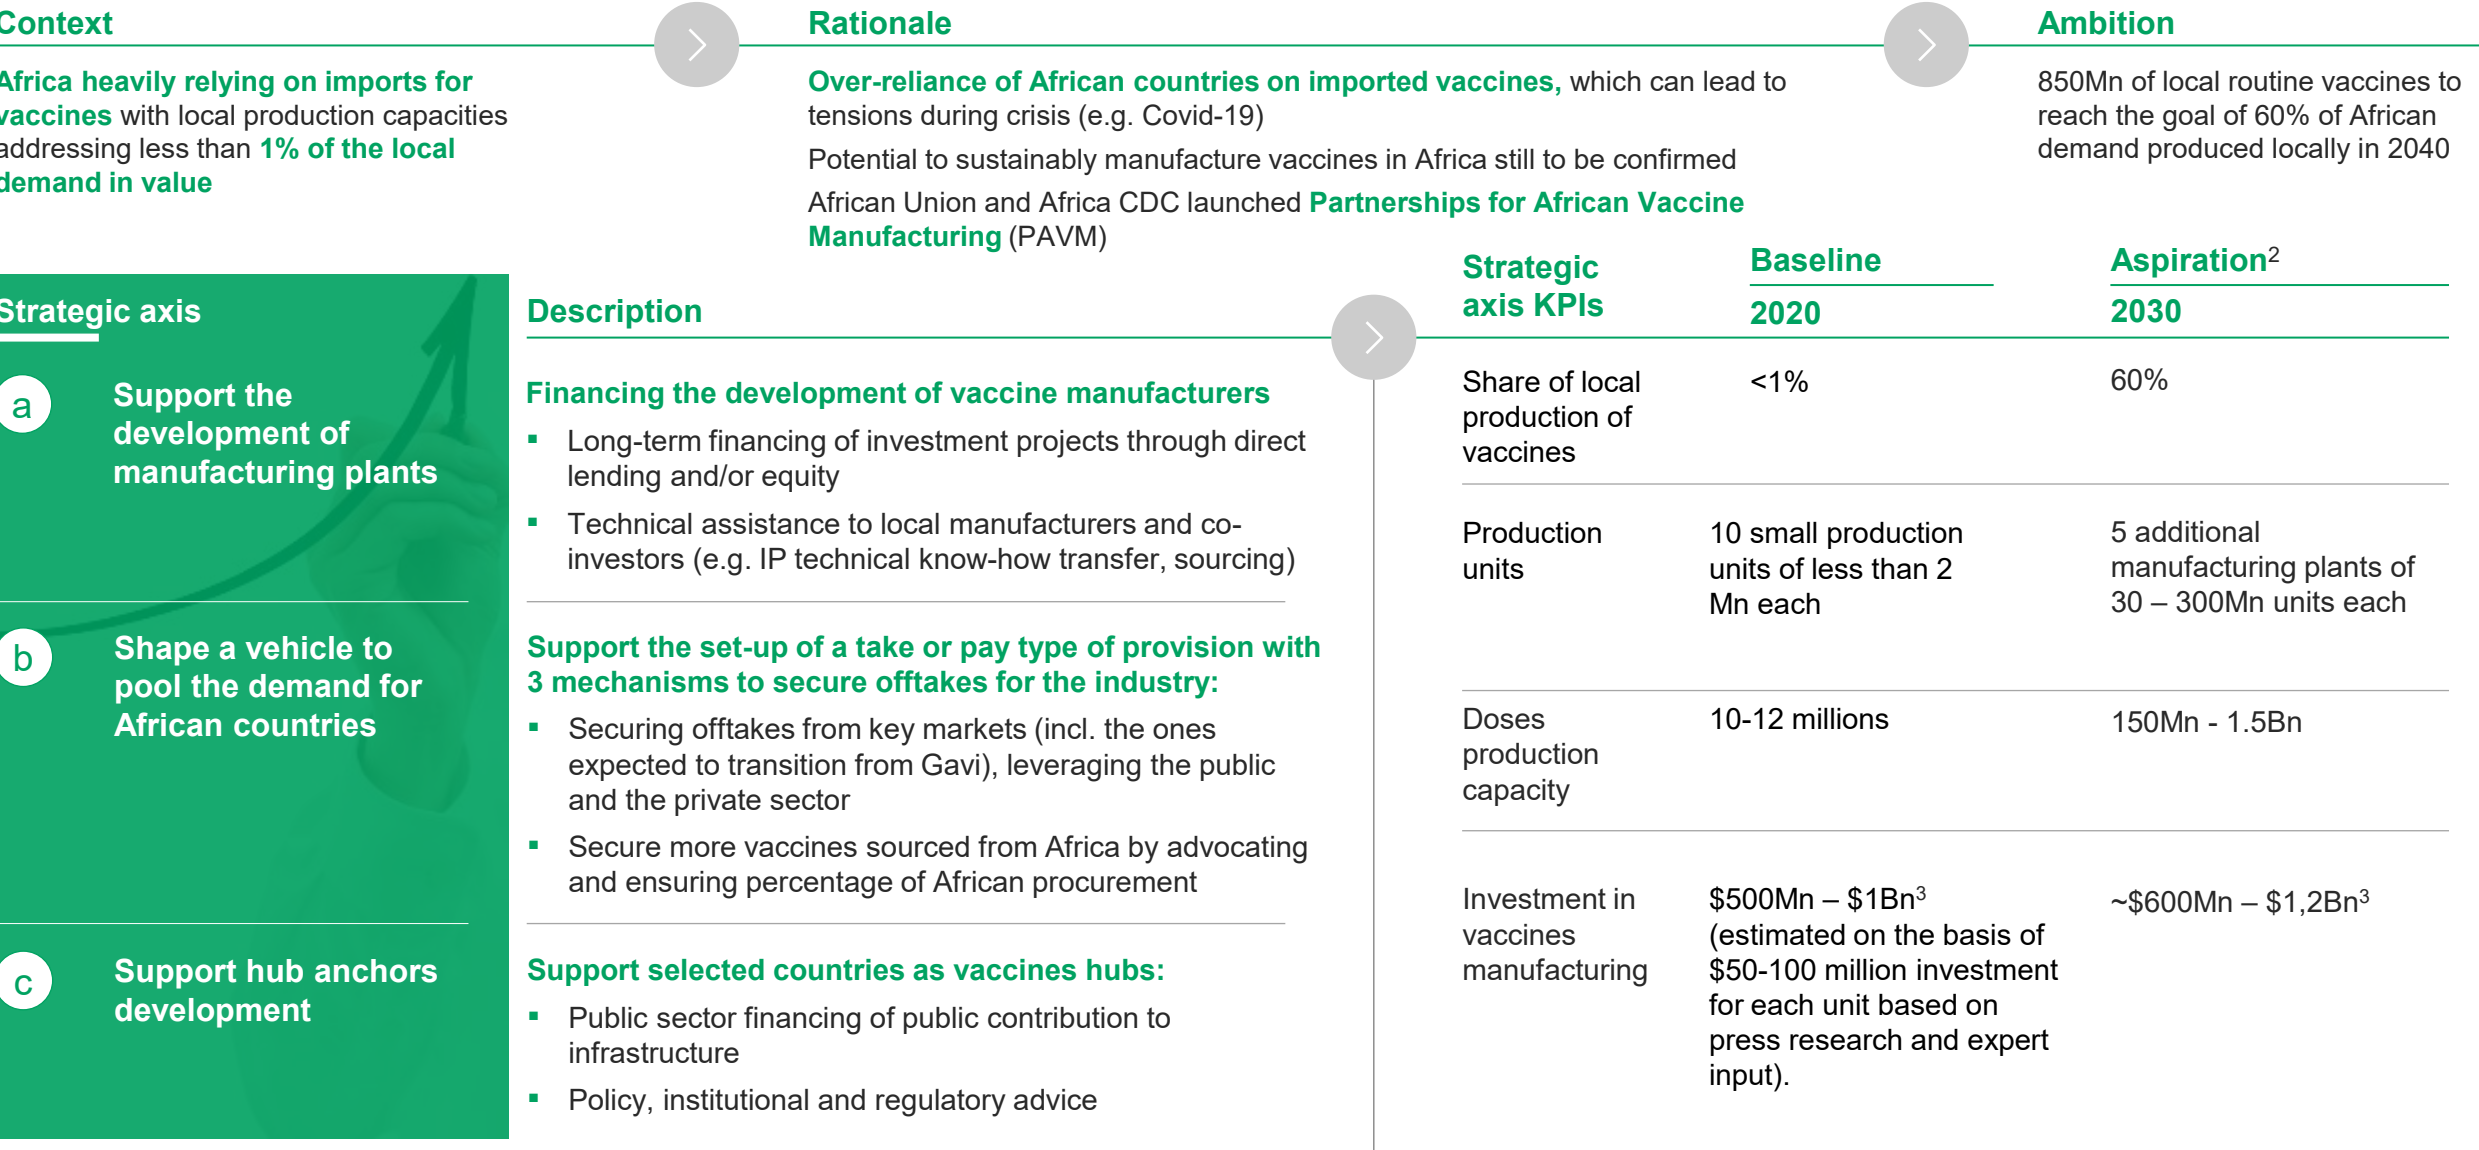 Context
Africa heavily relying on imports for
vaccines with local production capacities
addressing less than 1% of the local
demand in value
Rationale
Over-reliance of African countries on imported vaccines, which can lead to
tensions during crisis (e.g. Covid-19)
Potential to sustainably manufacture vaccines in Africa still to be confirmed
African Union and Africa CDC launched Partnerships for African Vaccine
Manufacturing (PAVM)
Ambition
850Mn of local routine vaccines to
reach the goal of 60% of African
demand produced locally in 2040
Strategic axis
Description
a
Support the
development of
manufacturing plants
Financing the development of vaccine manufacturers
▪ Long-term financing of investment projects through direct
lending and/or equity
▪ Technical assistance to local manufacturers and co-
investors (e.g. IP technical know-how transfer, sourcing)
b
Shape a vehicle to
pool the demand for
African countries
Support the set-up of a take or pay type of provision with
3 mechanisms to secure offtakes for the industry:
▪ Securing offtakes from key markets (incl. the ones
expected to transition from Gavi), leveraging the public
and the private sector
▪ Secure more vaccines sourced from Africa by advocating
and ensuring percentage of African procurement
c
Support hub anchors
development
Support selected countries as vaccines hubs:
▪ Public sector financing of public contribution to
infrastructure
▪ Policy, institutional and regulatory advice
Strategic
axis KPIs
Baseline
2020
Aspiration2
2030
Share of local
production of
vaccines
<1%
60%
Production
units
10 small production
units of less than 2
Mn each
5 additional
manufacturing plants of
30 – 300Mn units each
Doses
production
capacity
10-12 millions
150Mn - 1.5Bn
Investment in
vaccines
manufacturing
$500Mn – $1Bn3
(estimated on the basis of
$50-100 million investment
for each unit based on
press research and expert
input).
~$600Mn – $1,2Bn3